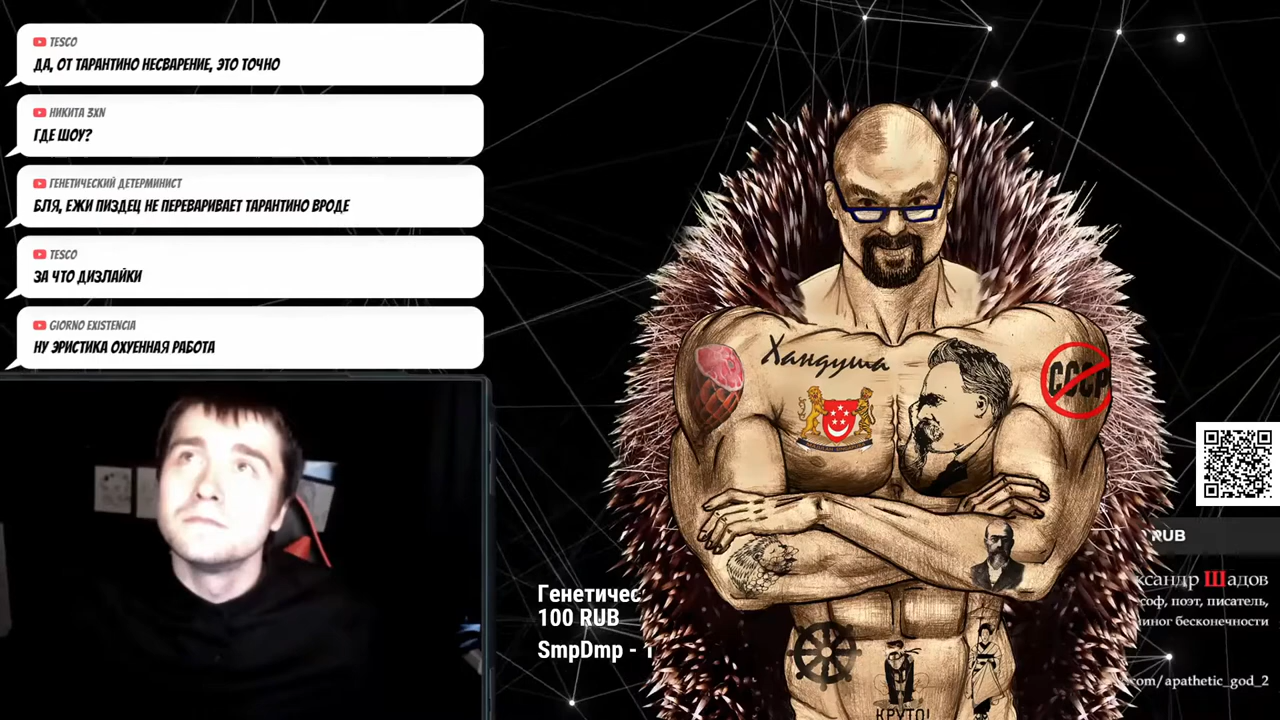 TESCO
ДА, ОТ ТАРАНТИНО НЕСВАРЕНИЕ, ЭТО ТОЧНО
НИКИТА ЗХN
ГДЕ ШОУ?
ГЕНЕТИЧЕСКИЙ ДЕТЕРМИНИСТ
БЛЯ, ЕЖИ ПИЗДЕЦ НЕ ПЕРЕВАРИВАЕТ ТАРАНТИНО ВРОДЕ
TESCO
ЗА ЧТО ДИЗЛАЙКИ
GIORNO EXISTENCIA
НУ ЭРИСТИКА ОХУЕННАЯ РАБОТА
Хандуша
СССР
RUB
ксандр Шадов
соф, поэт, писатель,
иног бесконечности
com/apathetic_god_2
Генетичес
100 RUB
SmpDmp - 1
КРУТО!